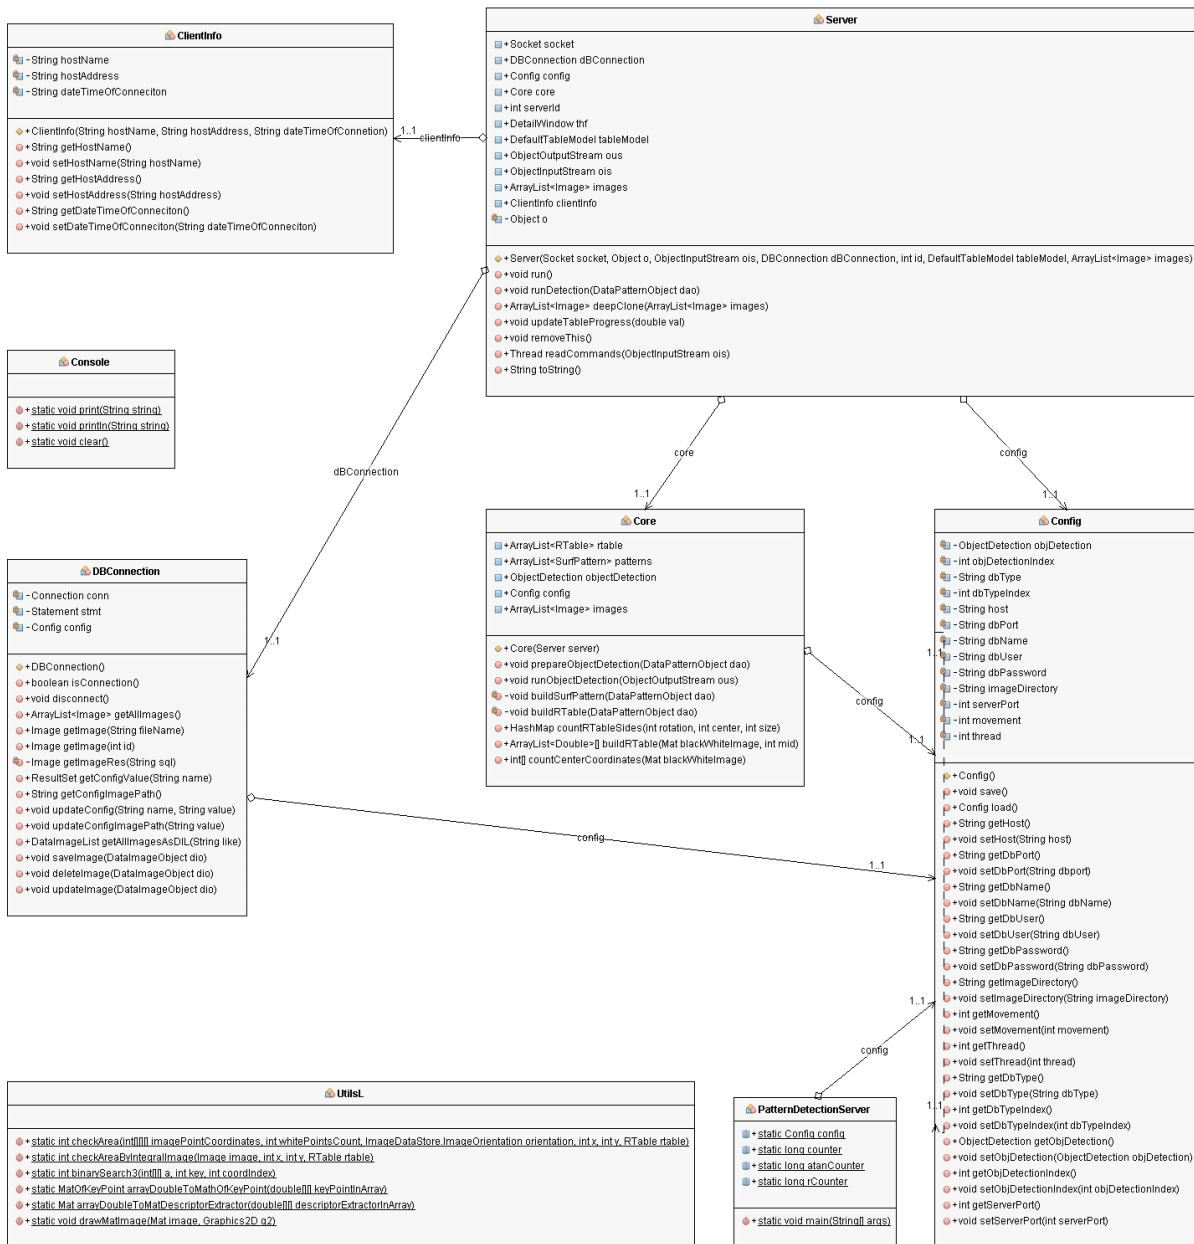 ClientInfo
-String hostName
-String hostAddress
-String dateTimeOfConneciton
+ClientInfo(String hostName, String hostAddress, String dateTimeOfConnetion)
+String getHostName()
+void setHostName(String hostName)
+String getHostAddress()
+void setHostAddress(String hostAddress)
+String getDateTimeOfConneciton()
+void setDateTimeOfConneciton(String dateTimeOfConneciton)
1..1
clientInfo
Server
+Socket socket
+DBConnection dBConnection
+Config config
+Core core
+int serverId
+DetailWindow thf
+DefaultTableModel tableModel
+ObjectOutputStream ous
+ObjectInputStream ois
+ArrayList<Image> images
+ClientInfo clientInfo
-Object o
+Server(Socket socket, Object o, ObjectInputStream ois, DBConnection dBConnection, int id, DefaultTableModel tableModel, ArrayList<Image> images)
+void run()
+void runDetection(DataPatternObject dao)
+ArrayList<Image> deepClone(ArrayList<Image> images)
+void updateTableProgress(double val)
+void removeThis()
+Thread readCommands(ObjectInputStream ois)
+String toString()
Console
+static void print(String string)
+static void println(String string)
+static void clear()
dBConnection
1..1
core
1..1
config
1..1
DBConnection
-Connection conn
-Statement stmt
-Config config
+DBConnection()
+boolean isConnection()
+void disconnect()
+ArrayList<Image> getAllImages()
+Image getImage(String fileName)
+Image getImage(int id)
-Image getImageRes(String sql)
+ResultSet getConfigValue(String name)
+String getConfigImagePath()
+void updateConfig(String name, String value)
+void updateConfigImagePath(String value)
+DataImageList getAllImagesAsDIL(String like)
+void saveImage(DataImageObject dio)
+void deleteImage(DataImageObject dio)
+void updateImage(DataImageObject dio)
config
1..1
Core
+ArrayList<RTable> rtable
+ArrayList<SurfPattern> patterns
+ObjectDetection objectDetection
+Config config
+ArrayList<Image> images
+Core(Server server)
+void prepareObjectDetection(DataPatternObject dao)
+void runObjectDetection(ObjectOutputStream ous)
-void buildSurfPattern(DataPatternObject dao)
-void buildRTable(DataPatternObject dao)
+HashMap countRTableSides(int rotation, int center, int size)
+ArrayList<Double>[] buildRTable(Mat blackWhiteImage, int mid)
+int[] countCenterCoordinates(Mat blackWhiteImage)
config
1..1
Config
-ObjectDetection objDetection
-int objDetectionIndex
-String dbType
-int dbTypeIndex
-String host
-String dbPort
-String dbName
-String dbUser
-String dbPassword
-String imageDirectory
-int serverPort
-int movement
-int thread
1..1
+Config()
+void save()
+Config load()
+String getHost()
+void setHost(String host)
+String getDbPort()
+void setDbPort(String dbport)
+String getDbName()
+void setDbName(String dbName)
+String getDbUser()
+void setDbUser(String dbUser)
+String getDbPassword()
+void setDbPassword(String dbPassword)
+String getImageDirectory()
+void setImageDirectory(String imageDirectory)
+int getMovement()
+void setMovement(int movement)
+int getThread()
+void setThread(int thread)
+String getDbType()
+void setDbType(String dbType)
+int getDbTypeIndex()
+void setDbTypeIndex(int dbTypeIndex)
+ObjectDetection getObjDetection()
+void setObjDetection(ObjectDetection objDetection)
+int getObjDetectionIndex()
+void setObjDetectionIndex(int objDetectionIndex)
+int getServerPort()
+void setServerPort(int serverPort)
1..1
1..1
config
UtilsL
+static int checkArea(int[][][] imagePointCoordinates, int whitePointsCount, ImageDataStore.ImageOrientation orientation, int x, int y, RTable rtable)
+static int checkAreaByIntegralImage(Image image, int x, int y, RTable rtable)
+static int binarySearch3(int[][] a, int key, int coordIndex)
+static MatOfKeyPoint arrayDoubleToMathOfKeyPoint(double[][] keyPointInArray)
+static Mat arrayDoubleToMatDescriptorExtractor(double[][][] descriptorExtractorInArray)
+static void drawMatImage(Mat image, Graphics2D g2)
PatternDetectionServer
+static Config config
+static long counter
+static long atanCounter
+static long rCounter
+static void main(String[] args)